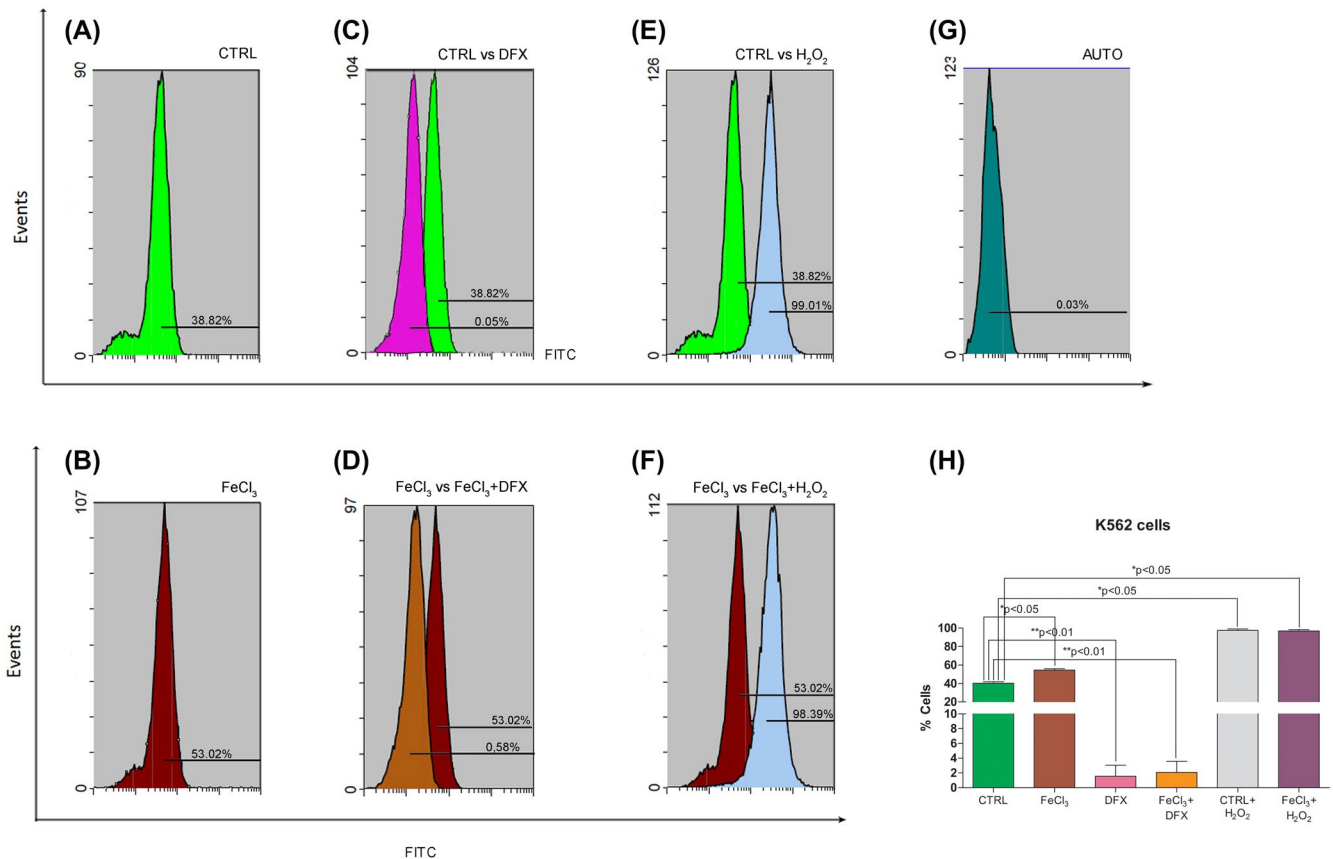 (A)
CTRL
90
0
38.82%
Events
(C)
CTRL vs DFX
104
0
38.82%
0.05%
FITC
(E)
CTRL vs H₂O₂
126
0
38.82%
99.01%
(G)
AUTO
123
0
0.03%
(B)
FeCl₃
107
0
53.02%
Events
(D)
FeCl₃ vs FeCl₃+DFX
97
0
53.02%
0,58%
(F)
FeCl₃ vs FeCl₃+H₂O₂
112
0
53.02%
98.39%
FITC
(H)
K562 cells
*p<0.05
*p<0.05
*p<0.05
**p<0.01
**p<0.01
% Cells
100
80
60
40
20
10
8
6
4
2
0
CTRL
FeCl₃
DFX
FeCl₃+
DFX
CTRL+
H₂O₂
FeCl₃+
H₂O₂